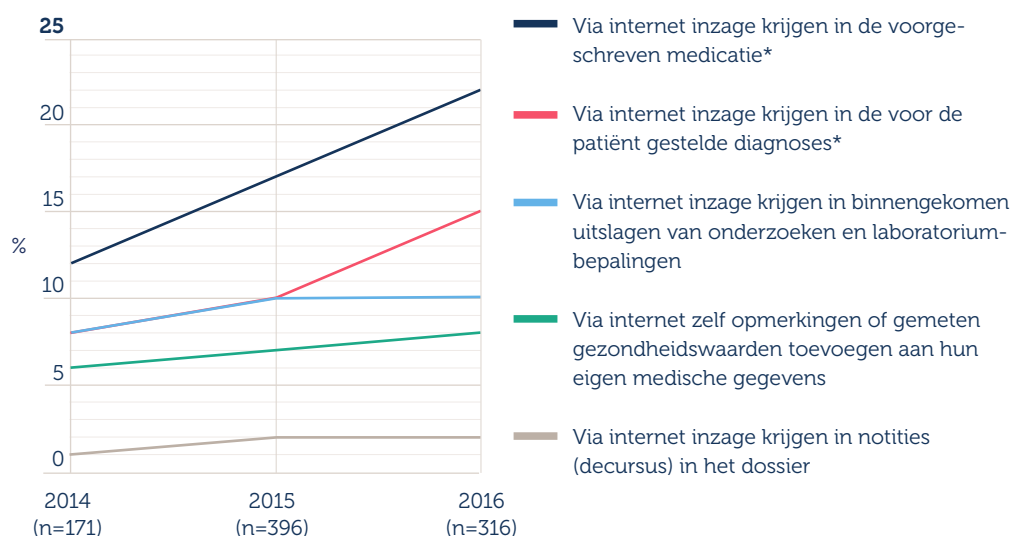 25
20
15
%
10
5
0
2014
(n=171)
2015
(n=396)
2016
(n=316)
Via internet inzage krijgen in de voorge-
schreven medicatie*
Via internet inzage krijgen in de voor de
patiënt gestelde diagnoses*
Via internet inzage krijgen in binnengekomen
uitslagen van onderzoeken en laboratorium-
bepalingen
Via internet zelf opmerkingen of gemeten
gezondheidswaarden toevoegen aan hun
eigen medische gegevens
Via internet inzage krijgen in notities
(decursus) in het dossier